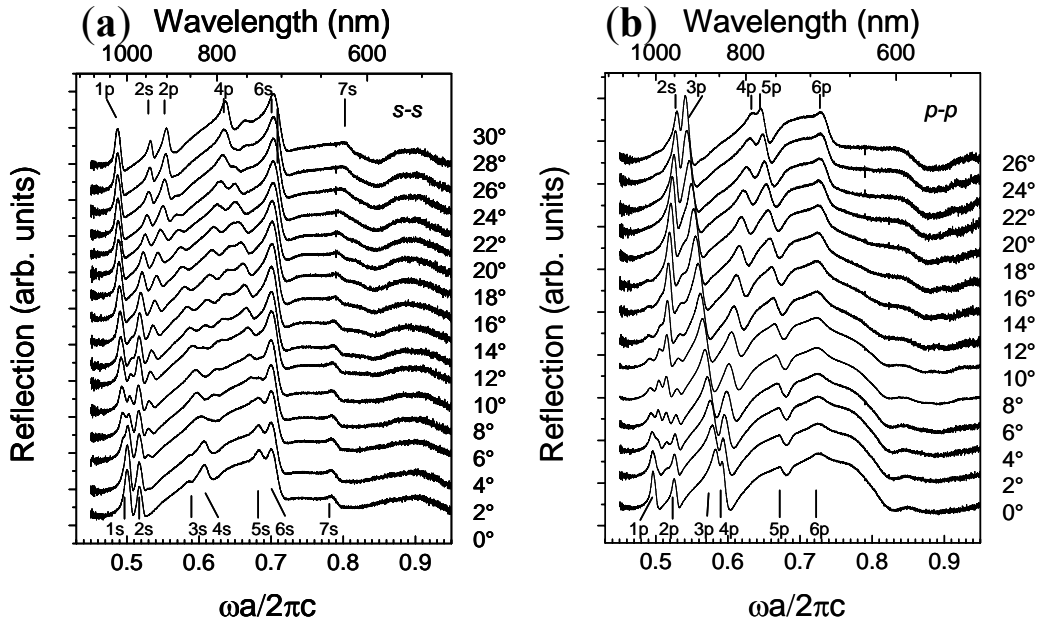 (a) Wavelength (nm)
1000 800 600
1p 2s 2p 4p 6s 7s
s-s
30°
28°
26°
24°
22°
20°
18°
16°
14°
12°
10°
8°
6°
4°
2°
0°
Reflection (arb. units)
1s 2s 3s 4s 5s 6s 7s
0.5 0.6 0.7 0.8 0.9
ωa/2πc
(b) Wavelength (nm)
1000 800 600
2s 3p 4p 5p 6p
p-p
26°
24°
22°
20°
18°
16°
14°
12°
10°
8°
6°
4°
2°
0°
Reflection (arb. units)
1p 2p 3p 4p 5p 6p
0.5 0.6 0.7 0.8 0.9
ωa/2πc